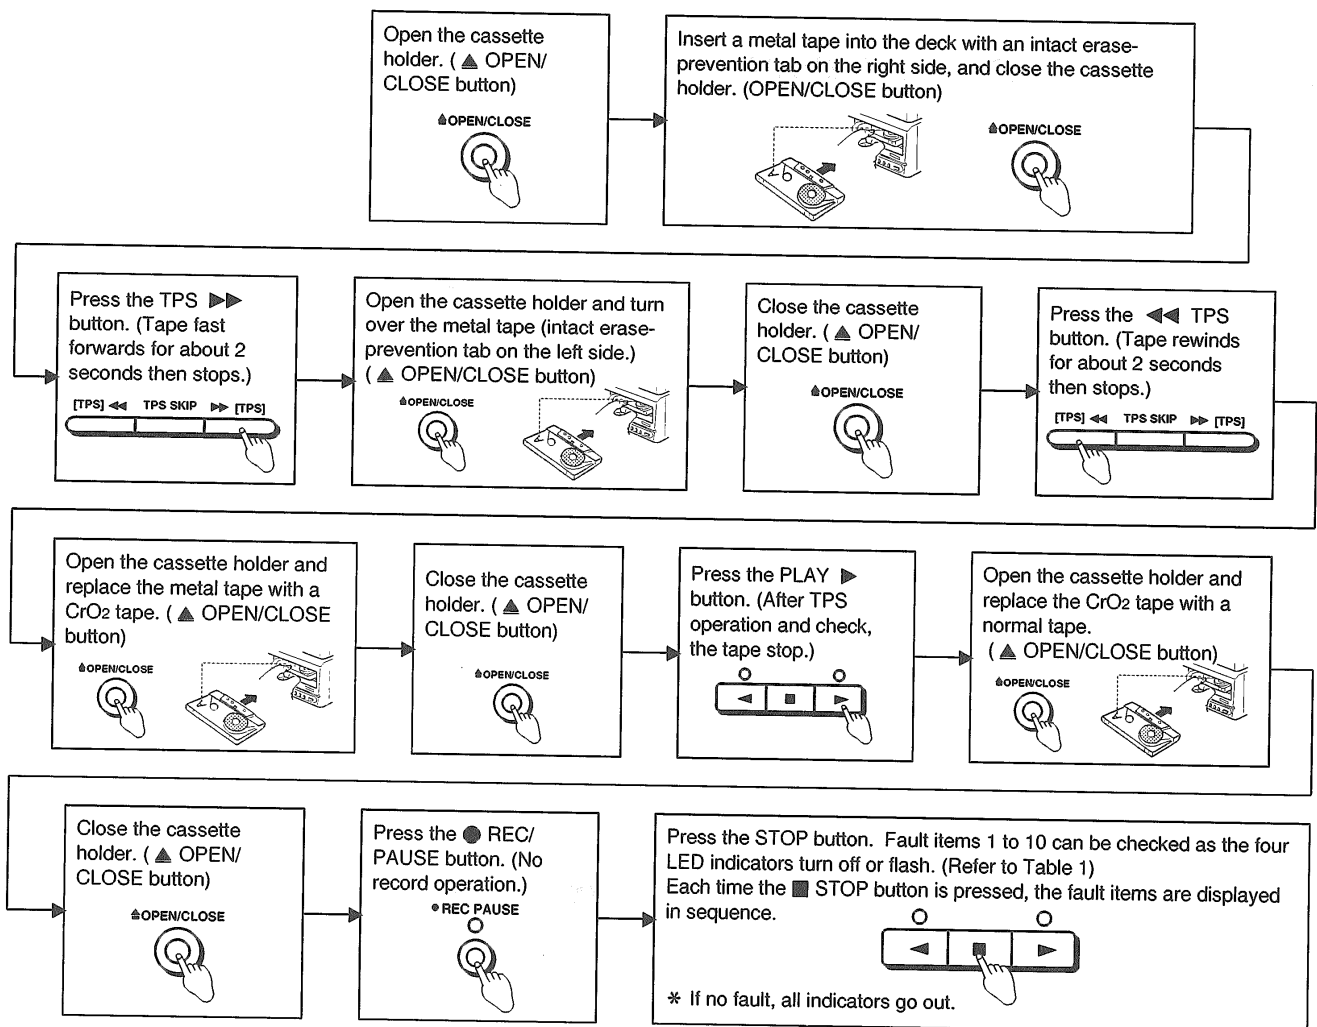 Open the cassette
holder. ( ▲ OPEN/
CLOSE button)
≜OPEN/CLOSE
Insert a metal tape into the deck with an intact erase-
prevention tab on the right side, and close the cassette
holder. (OPEN/CLOSE button)
≜OPEN/CLOSE
Press the TPS ▶▶
button. (Tape fast
forwards for about 2
seconds then stops.)
[TPS] ◀◀ TPS SKIP ▶▶ [TPS]
Open the cassette holder and turn
over the metal tape (intact erase-
prevention tab on the left side.)
( ▲ OPEN/CLOSE button)
≜OPEN/CLOSE
Close the cassette
holder. ( ▲ OPEN/
CLOSE button)
≜OPEN/CLOSE
Press the ◀◀ TPS
button. (Tape rewinds
for about 2 seconds
then stops.)
[TPS] ◀◀ TPS SKIP ▶▶ [TPS]
Open the cassette holder and
replace the metal tape with a
CrO2 tape. ( ▲ OPEN/CLOSE
button)
≜OPEN/CLOSE
Close the cassette
holder. ( ▲ OPEN/
CLOSE button)
≜OPEN/CLOSE
Press the PLAY ▶
button. (After TPS
operation and check,
the tape stop.)
Open the cassette holder and
replace the CrO2 tape with a
normal tape.
( ▲ OPEN/CLOSE button)
≜OPEN/CLOSE
Close the cassette
holder. ( ▲ OPEN/
CLOSE button)
≜OPEN/CLOSE
Press the ● REC/
PAUSE button. (No
record operation.)
● REC PAUSE
Press the STOP button. Fault items 1 to 10 can be checked as the four
LED indicators turn off or flash. (Refer to Table 1)
Each time the ■ STOP button is pressed, the fault items are displayed
in sequence.
* If no fault, all indicators go out.